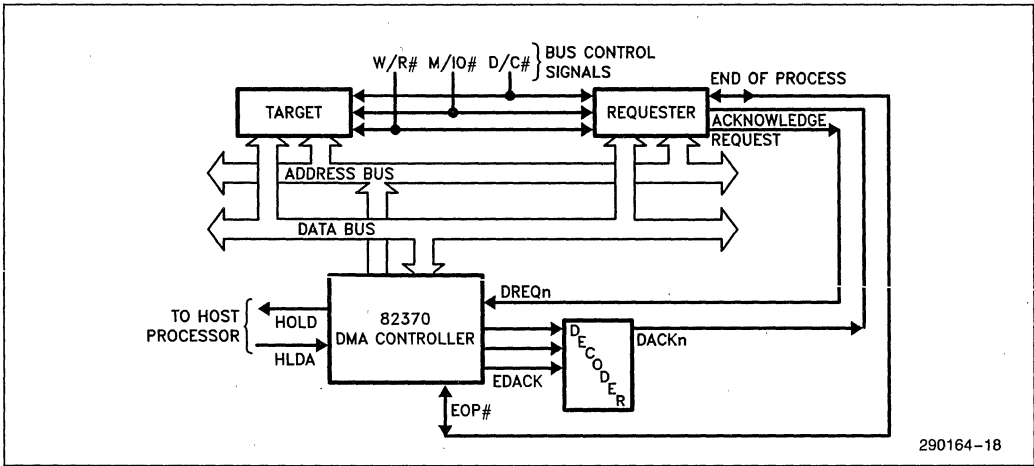 W/R# M/IO# D/C# } BUS CONTROL
SIGNALS
END OF PROCESS
TARGET
REQUESTER
ACKNOWLEDGE
REQUEST
ADDRESS BUS
DATA BUS
DREQn
TO HOST
PROCESSOR
HOLD
HLDA
82370
DMA CONTROLLER
DECODER
DACKn
EDACK
EOP#
290164-18